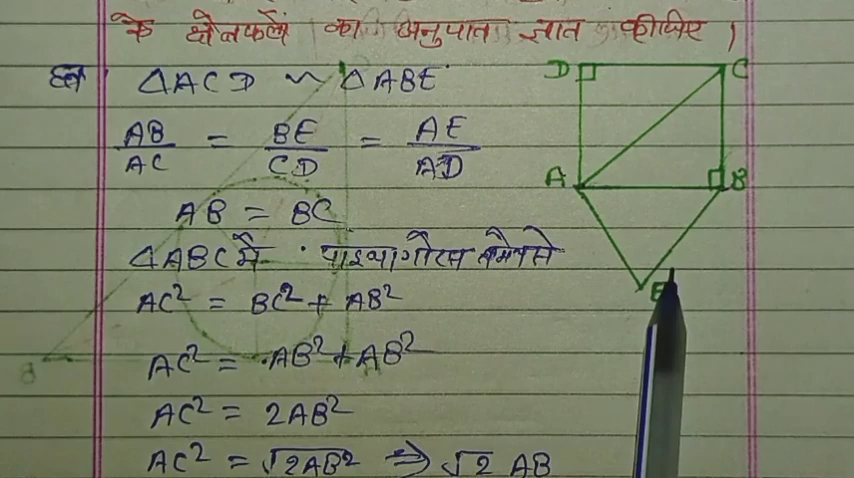 के क्षेत्रफलों का अनुपात ज्ञात कीजिए ।
हल ΔACD ~ ΔABE
AB/AC = BE/CD = AE/AD
AB = BC
ΔABC में पाइथागोरस प्रमेय से
AC² = BC² + AB²
AC² = AB² + AB²
AC² = 2AB²
AC² = √2AB² ⇒ √2 AB
D C
A B
E
B